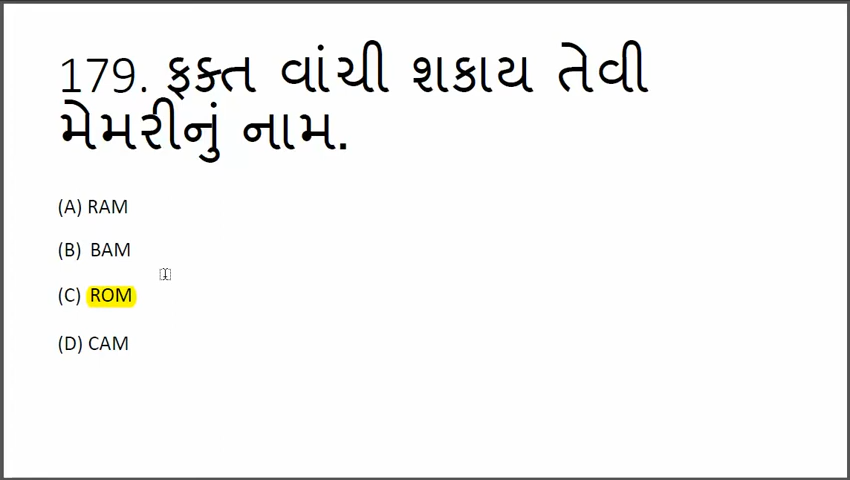 179. ફક્ત વાંચી શકાય તેવી
મેમરીનું નામ.
(A) RAM
(B) BAM
(C) ROM
(D) CAM